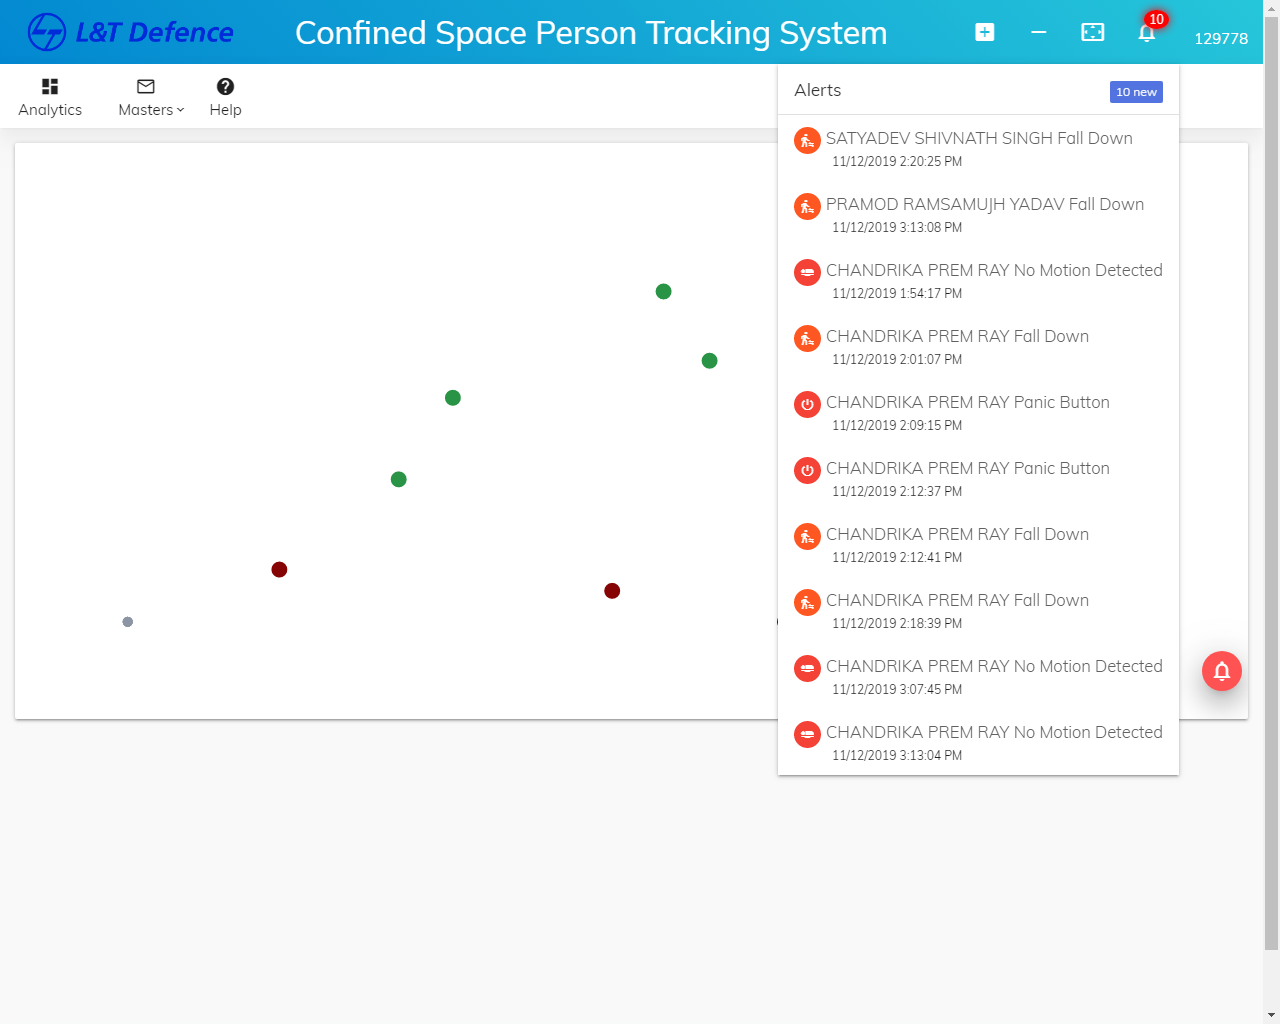 L&T Defence
Confined Space Person Tracking System
10
129778
Analytics
Masters
Help
Alerts
10 new
SATYADEV SHIVNATH SINGH Fall Down
11/12/2019 2:20:25 PM
PRAMOD RAMSAMUJH YADAV Fall Down
11/12/2019 3:13:08 PM
CHANDRIKA PREM RAY No Motion Detected
11/12/2019 1:54:17 PM
CHANDRIKA PREM RAY Fall Down
11/12/2019 2:01:07 PM
CHANDRIKA PREM RAY Panic Button
11/12/2019 2:09:15 PM
CHANDRIKA PREM RAY Panic Button
11/12/2019 2:12:37 PM
CHANDRIKA PREM RAY Fall Down
11/12/2019 2:12:41 PM
CHANDRIKA PREM RAY Fall Down
11/12/2019 2:18:39 PM
CHANDRIKA PREM RAY No Motion Detected
11/12/2019 3:07:45 PM
CHANDRIKA PREM RAY No Motion Detected
11/12/2019 3:13:04 PM